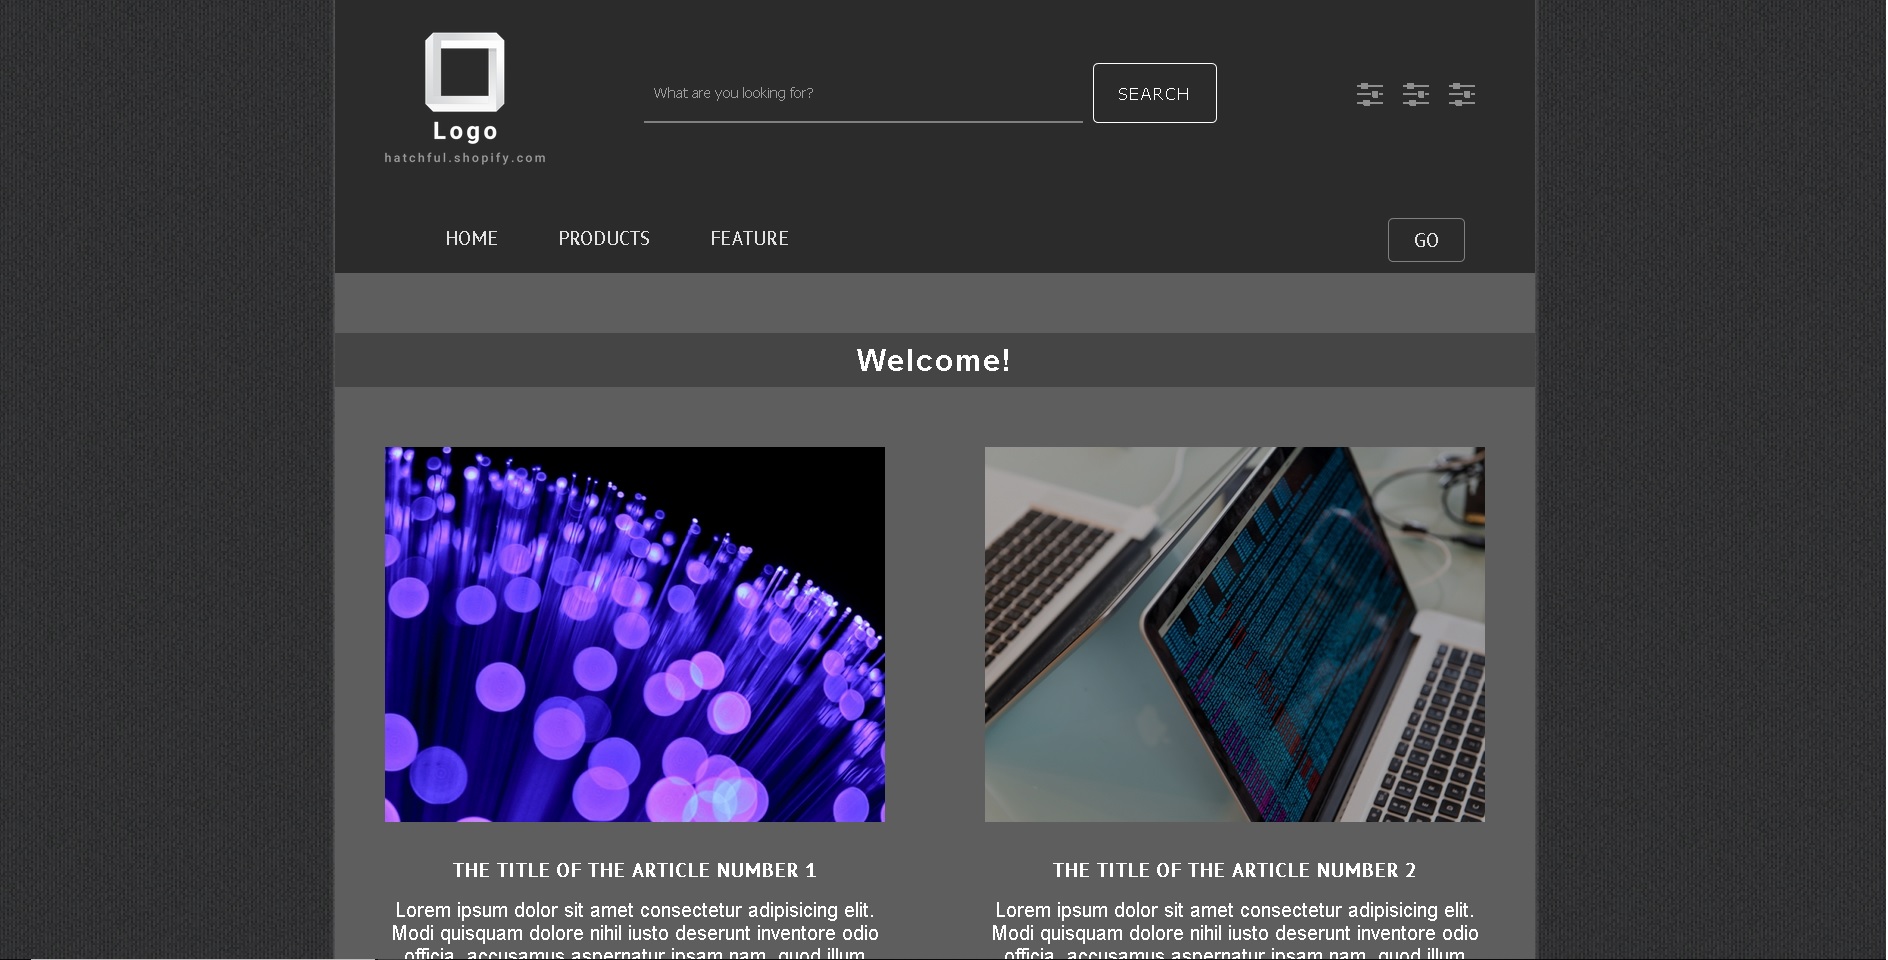 Logo
hatchful.shopify.com
What are you looking for?
SEARCH
HOME
PRODUCTS
FEATURE
GO
Welcome!
THE TITLE OF THE ARTICLE NUMBER 1
Lorem ipsum dolor sit amet consectetur adipisicing elit.
Modi quisquam dolore nihil iusto deserunt inventore odio
officia, accusamus aspernatur ipsam nam, quod illum
THE TITLE OF THE ARTICLE NUMBER 2
Lorem ipsum dolor sit amet consectetur adipisicing elit.
Modi quisquam dolore nihil iusto deserunt inventore odio
officia, accusamus aspernatur ipsam nam, quod illum